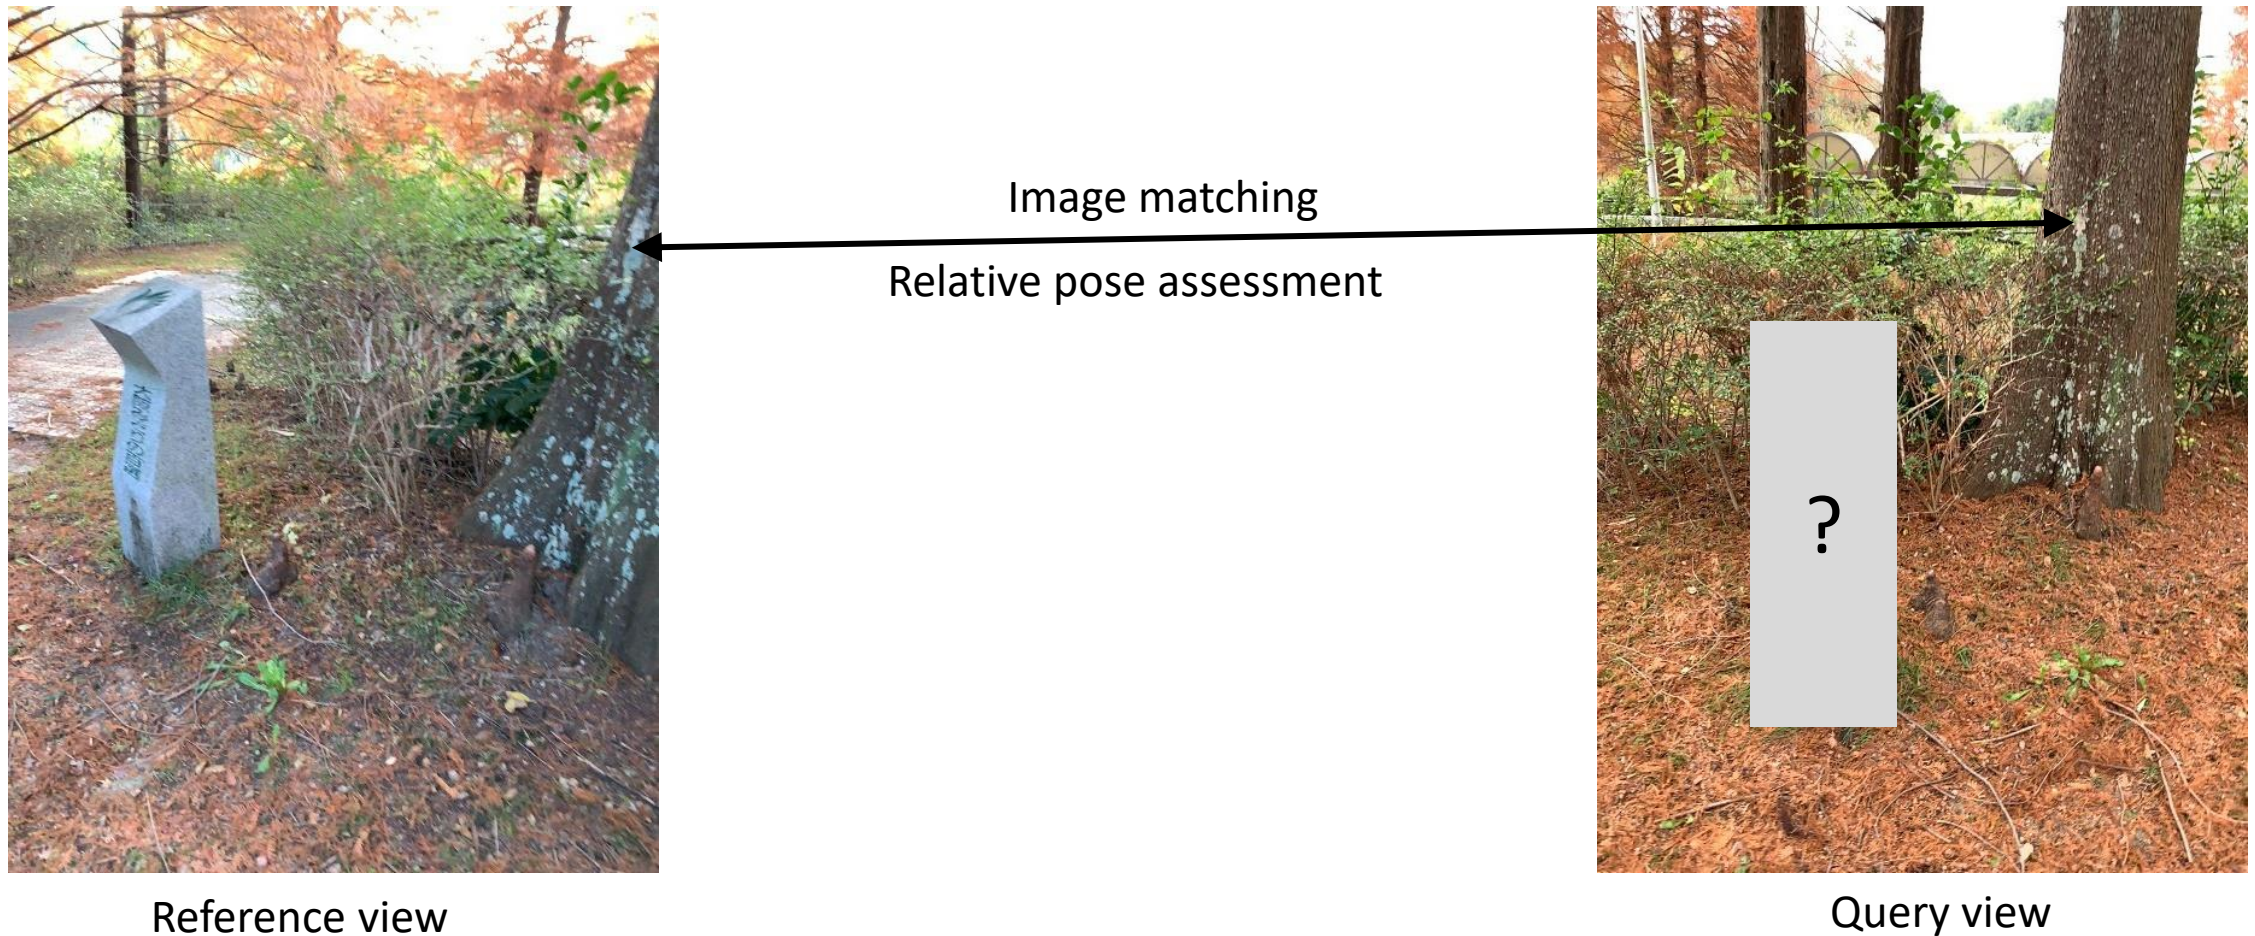 Image matching
Relative pose assessment
?
Reference view
Query view